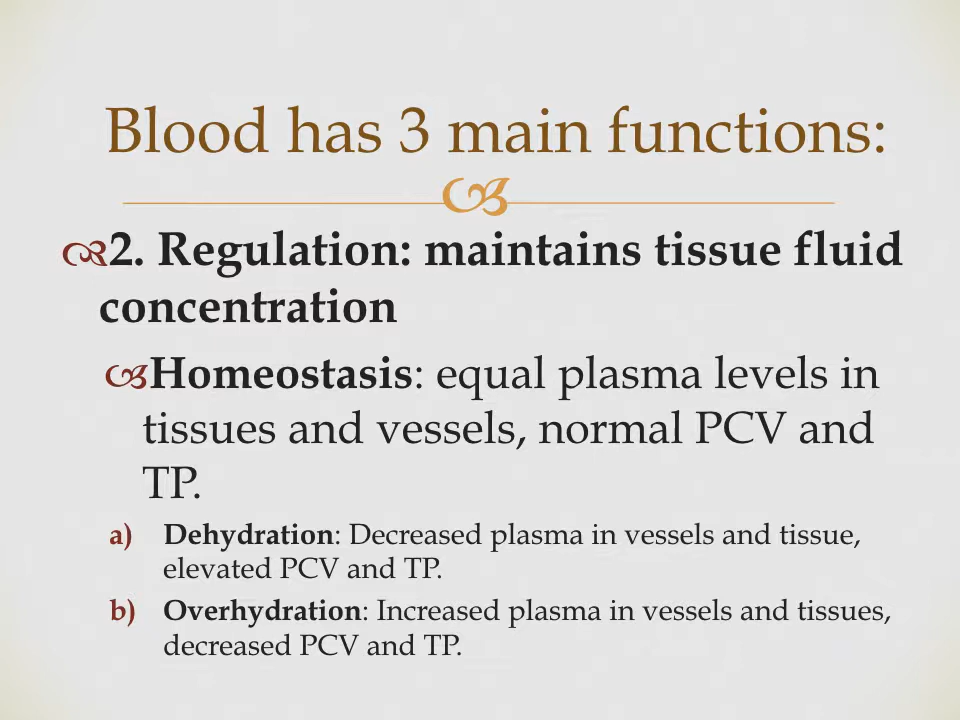 Blood has 3 main functions:
2. Regulation: maintains tissue fluid
concentration
Homeostasis: equal plasma levels in
tissues and vessels, normal PCV and
TP.
a) Dehydration: Decreased plasma in vessels and tissue,
elevated PCV and TP.
b) Overhydration: Increased plasma in vessels and tissues,
decreased PCV and TP.